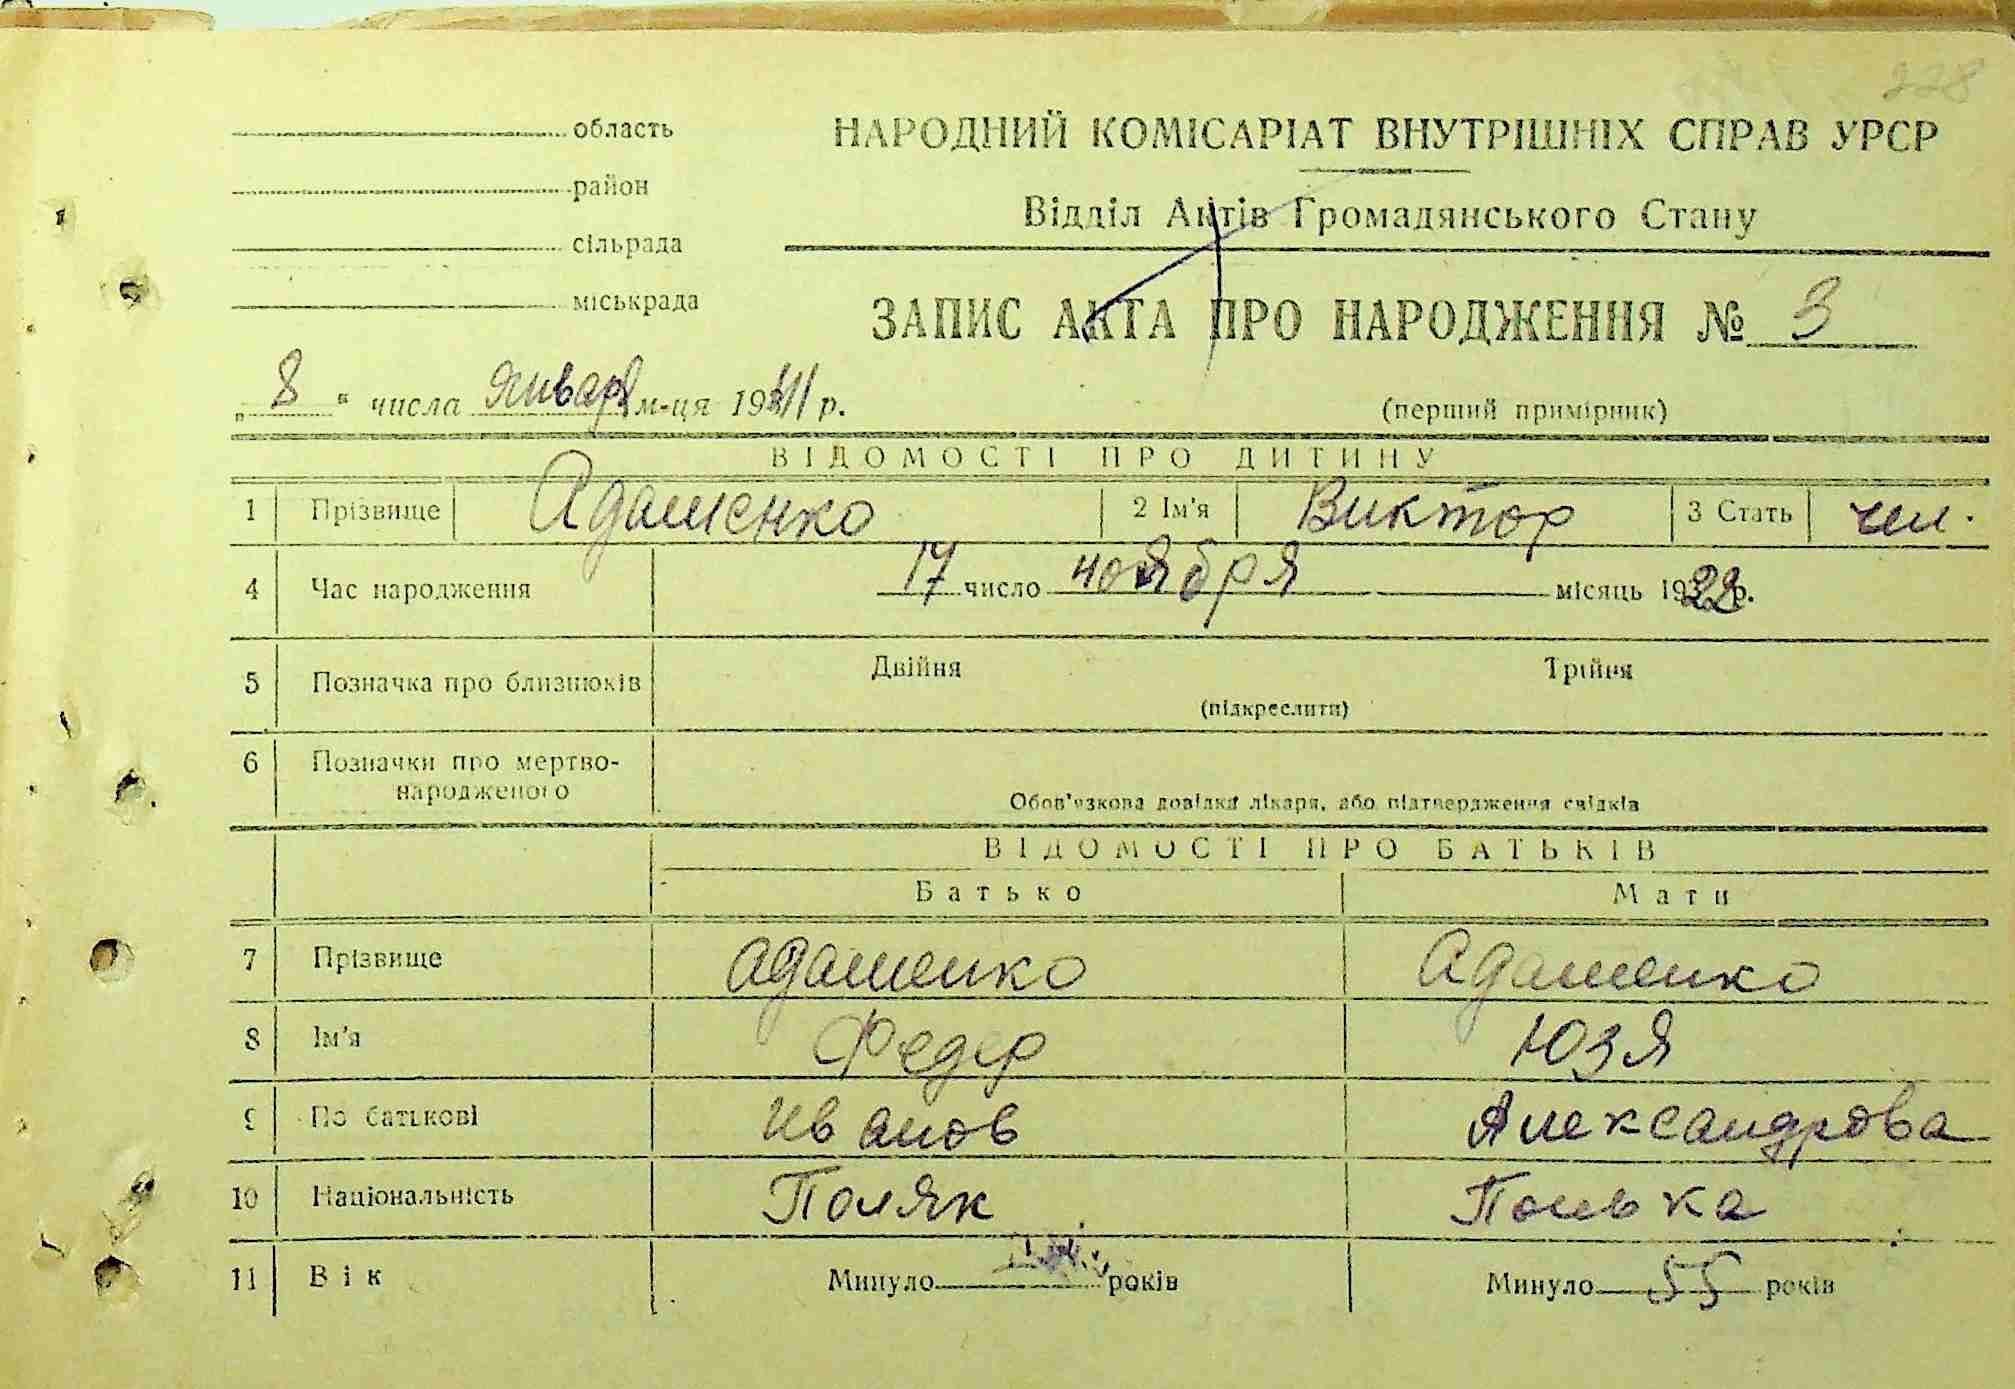 228
область
НАРОДНИЙ КОМІСАРІАТ ВНУТРІШНІХ СПРАВ УРСР
район
Відділ Актів Громадянського Стану
сільрада
міськрада
ЗАПИС АКТА ПРО НАРОДЖЕННЯ № 3
„ 8 “ числа января м-ця 1941 р.
(перший примірник)
ВІДОМОСТІ ПРО ДИТИНУ
1 Прізвище Адаменко 2 Ім'я Виктор 3 Стать чол.
4 Час народження 17 число ноября місяць 1922 р.
5 Позначка про близнюків Двійня Трійня
(підкреслити)
6 Позначки про мертво-
народженого
Обов'язкова довідка лікаря, або підтвердження свідків
ВІДОМОСТІ ПРО БАТЬКІВ
Батько Мати
7 Прізвище Адаменко Адаменко
8 Ім'я Федер Юзя
9 По батькові Иванов Александрова
10 Національність Поляк Полька
11 Вік Минуло років Минуло 55 років